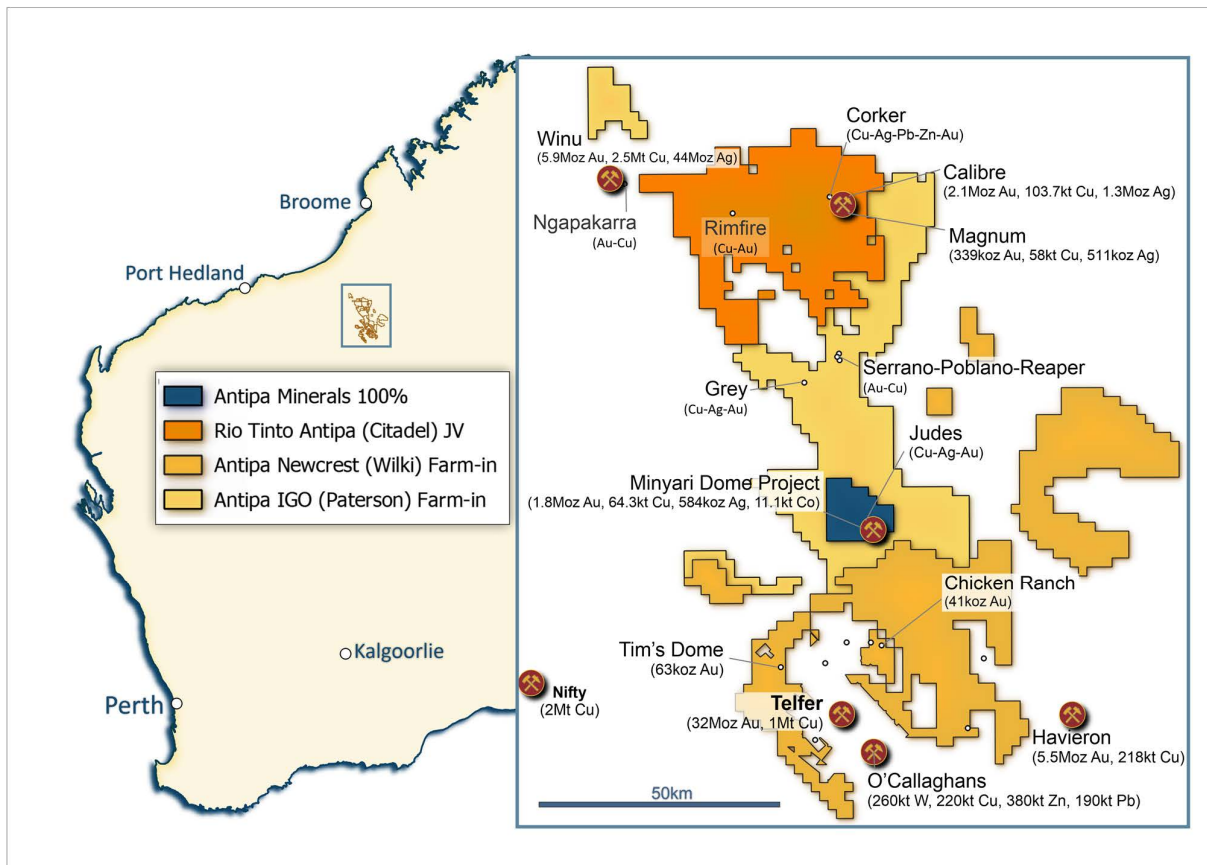 Broome
Port Hedland
Kalgoorlie
Perth
Antipa Minerals 100%
Rio Tinto Antipa (Citadel) JV
Antipa Newcrest (Wilki) Farm-in
Antipa IGO (Paterson) Farm-in
Winu
(5.9Moz Au, 2.5Mt Cu, 44Moz Ag)
Ngapakarra
(Au-Cu)
Rimfire
(Cu-Au)
Corker
(Cu-Ag-Pb-Zn-Au)
Calibre
(2.1Moz Au, 103.7kt Cu, 1.3Moz Ag)
Magnum
(339koz Au, 58kt Cu, 511koz Ag)
Serrano-Poblano-Reaper
(Au-Cu)
Grey
(Cu-Ag-Au)
Judes
(Cu-Ag-Au)
Minyari Dome Project
(1.8Moz Au, 64.3kt Cu, 584koz Ag, 11.1kt Co)
Chicken Ranch
(41koz Au)
Tim's Dome
(63koz Au)
Nifty
(2Mt Cu)
Telfer
(32Moz Au, 1Mt Cu)
Havieron
(5.5Moz Au, 218kt Cu)
O'Callaghans
(260kt W, 220kt Cu, 380kt Zn, 190kt Pb)
50km